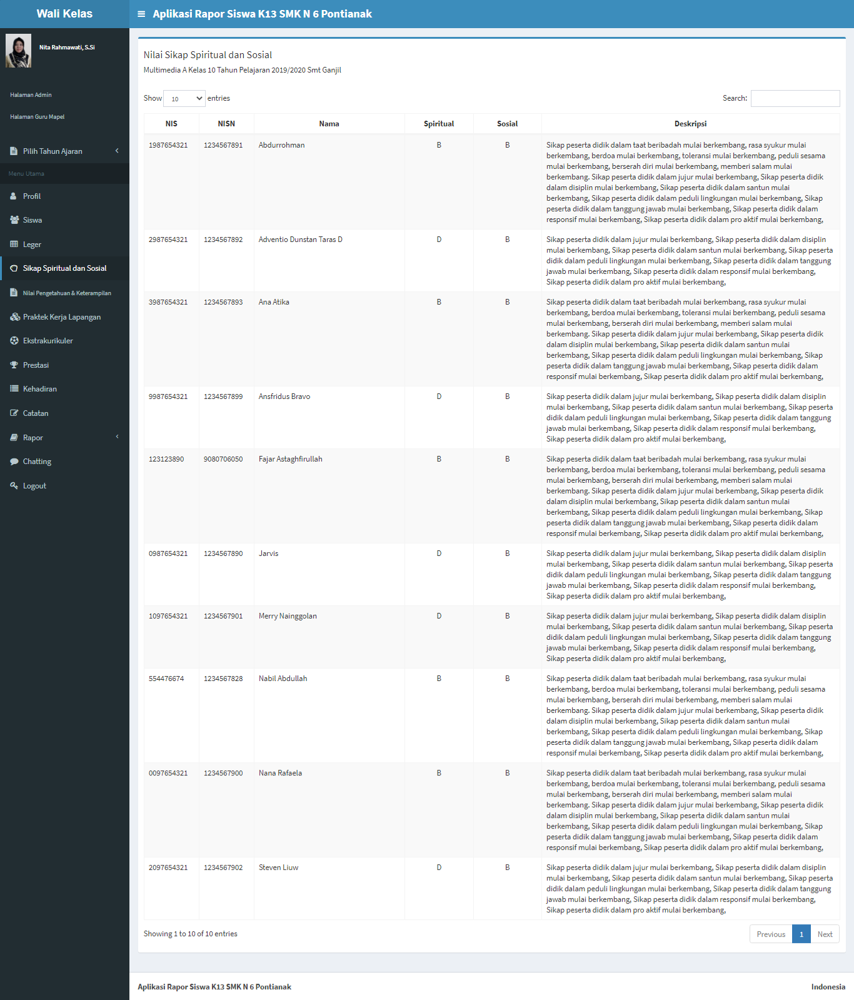 Wali Kelas
Aplikasi Rapor Siswa K13 SMK N 6 Pontianak
Nita Rahmawati, S.Si
Halaman Admin
Halaman Guru Mapel
Pilih Tahun Ajaran
Menu Utama
Profil
Siswa
Leger
Sikap Spiritual dan Sosial
Nilai Pengetahuan & Keterampilan
Praktek Kerja Lapangan
Ekstrakurikuler
Prestasi
Kehadiran
Catatan
Rapor
Chatting
Logout
Nilai Sikap Spiritual dan Sosial
Multimedia A Kelas 10 Tahun Pelajaran 2019/2020 Smt Ganjil
Show 10 entries Search:
NIS NISN Nama Spiritual Sosial Deskripsi
1987654321 1234567891 Abdurrohman B B Sikap peserta didik dalam taat beribadah mulai berkembang, rasa syukur mulai
berkembang, berdoa mulai berkembang, toleransi mulai berkembang, peduli sesama
mulai berkembang, berserah diri mulai berkembang, memberi salam mulai
berkembang. Sikap peserta didik dalam jujur mulai berkembang, Sikap peserta didik
dalam disiplin mulai berkembang, Sikap peserta didik dalam santun mulai
berkembang, Sikap peserta didik dalam peduli lingkungan mulai berkembang, Sikap
peserta didik dalam tanggung jawab mulai berkembang, Sikap peserta didik dalam
responsif mulai berkembang, Sikap peserta didik dalam pro aktif mulai berkembang,
2987654321 1234567892 Adventio Dunstan Taras D D B Sikap peserta didik dalam jujur mulai berkembang, Sikap peserta didik dalam disiplin
mulai berkembang, Sikap peserta didik dalam santun mulai berkembang, Sikap peserta
didik dalam peduli lingkungan mulai berkembang, Sikap peserta didik dalam tanggung
jawab mulai berkembang, Sikap peserta didik dalam responsif mulai berkembang,
Sikap peserta didik dalam pro aktif mulai berkembang,
3987654321 1234567893 Ana Atika B B Sikap peserta didik dalam taat beribadah mulai berkembang, rasa syukur mulai
berkembang, berdoa mulai berkembang, toleransi mulai berkembang, peduli sesama
mulai berkembang, berserah diri mulai berkembang, memberi salam mulai
berkembang. Sikap peserta didik dalam jujur mulai berkembang, Sikap peserta didik
dalam disiplin mulai berkembang, Sikap peserta didik dalam santun mulai
berkembang, Sikap peserta didik dalam peduli lingkungan mulai berkembang, Sikap
peserta didik dalam tanggung jawab mulai berkembang, Sikap peserta didik dalam
responsif mulai berkembang, Sikap peserta didik dalam pro aktif mulai berkembang,
9987654321 1234567899 Ansfridus Bravo D B Sikap peserta didik dalam jujur mulai berkembang, Sikap peserta didik dalam disiplin
mulai berkembang, Sikap peserta didik dalam santun mulai berkembang, Sikap peserta
didik dalam peduli lingkungan mulai berkembang, Sikap peserta didik dalam tanggung
jawab mulai berkembang, Sikap peserta didik dalam responsif mulai berkembang,
Sikap peserta didik dalam pro aktif mulai berkembang,
123123890 9080706050 Fajar Astaghfirullah B B Sikap peserta didik dalam taat beribadah mulai berkembang, rasa syukur mulai
berkembang, berdoa mulai berkembang, toleransi mulai berkembang, peduli sesama
mulai berkembang, berserah diri mulai berkembang, memberi salam mulai
berkembang. Sikap peserta didik dalam jujur mulai berkembang, Sikap peserta didik
dalam disiplin mulai berkembang, Sikap peserta didik dalam santun mulai
berkembang, Sikap peserta didik dalam peduli lingkungan mulai berkembang, Sikap
peserta didik dalam tanggung jawab mulai berkembang, Sikap peserta didik dalam
responsif mulai berkembang, Sikap peserta didik dalam pro aktif mulai berkembang,
0987654321 1234567890 Jarvis D B Sikap peserta didik dalam jujur mulai berkembang, Sikap peserta didik dalam disiplin
mulai berkembang, Sikap peserta didik dalam santun mulai berkembang, Sikap peserta
didik dalam peduli lingkungan mulai berkembang, Sikap peserta didik dalam tanggung
jawab mulai berkembang, Sikap peserta didik dalam responsif mulai berkembang,
Sikap peserta didik dalam pro aktif mulai berkembang,
1097654321 1234567901 Merry Nainggolan D B Sikap peserta didik dalam jujur mulai berkembang, Sikap peserta didik dalam disiplin
mulai berkembang, Sikap peserta didik dalam santun mulai berkembang, Sikap peserta
didik dalam peduli lingkungan mulai berkembang, Sikap peserta didik dalam tanggung
jawab mulai berkembang, Sikap peserta didik dalam responsif mulai berkembang,
Sikap peserta didik dalam pro aktif mulai berkembang,
554476674 1234567828 Nabil Abdullah B B Sikap peserta didik dalam taat beribadah mulai berkembang, rasa syukur mulai
berkembang, berdoa mulai berkembang, toleransi mulai berkembang, peduli sesama
mulai berkembang, berserah diri mulai berkembang, memberi salam mulai
berkembang. Sikap peserta didik dalam jujur mulai berkembang, Sikap peserta didik
dalam disiplin mulai berkembang, Sikap peserta didik dalam santun mulai
berkembang, Sikap peserta didik dalam peduli lingkungan mulai berkembang, Sikap
peserta didik dalam tanggung jawab mulai berkembang, Sikap peserta didik dalam
responsif mulai berkembang, Sikap peserta didik dalam pro aktif mulai berkembang,
0097654321 1234567900 Nana Rafaela B B Sikap peserta didik dalam taat beribadah mulai berkembang, rasa syukur mulai
berkembang, berdoa mulai berkembang, toleransi mulai berkembang, peduli sesama
mulai berkembang, berserah diri mulai berkembang, memberi salam mulai
berkembang. Sikap peserta didik dalam jujur mulai berkembang, Sikap peserta didik
dalam disiplin mulai berkembang, Sikap peserta didik dalam santun mulai
berkembang, Sikap peserta didik dalam peduli lingkungan mulai berkembang, Sikap
peserta didik dalam tanggung jawab mulai berkembang, Sikap peserta didik dalam
responsif mulai berkembang, Sikap peserta didik dalam pro aktif mulai berkembang,
2097654321 1234567902 Steven Liuw D B Sikap peserta didik dalam jujur mulai berkembang, Sikap peserta didik dalam disiplin
mulai berkembang, Sikap peserta didik dalam santun mulai berkembang, Sikap peserta
didik dalam peduli lingkungan mulai berkembang, Sikap peserta didik dalam tanggung
jawab mulai berkembang, Sikap peserta didik dalam responsif mulai berkembang,
Sikap peserta didik dalam pro aktif mulai berkembang,
Showing 1 to 10 of 10 entries Previous 1 Next
Aplikasi Rapor Siswa K13 SMK N 6 Pontianak Indonesia